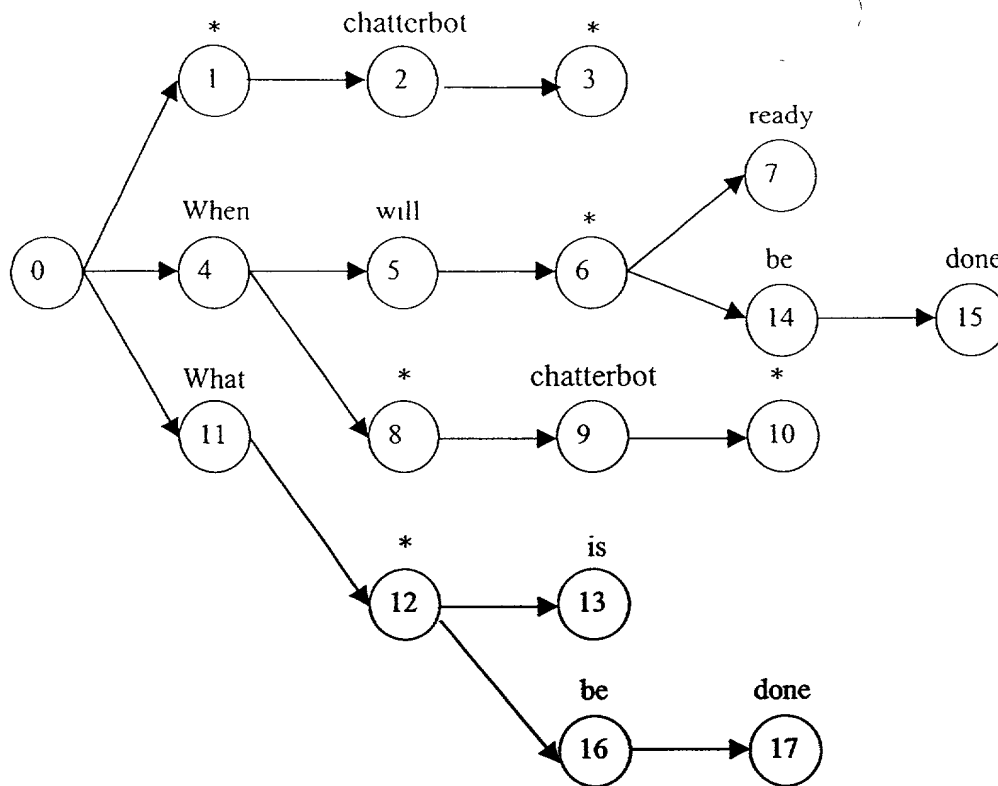 * chatterbot *
1 2 3
ready
7
When will *
0 4 5 6
be done
14 15
What * chatterbot *
11 8 9 10
* is
12 13
be done
16 17